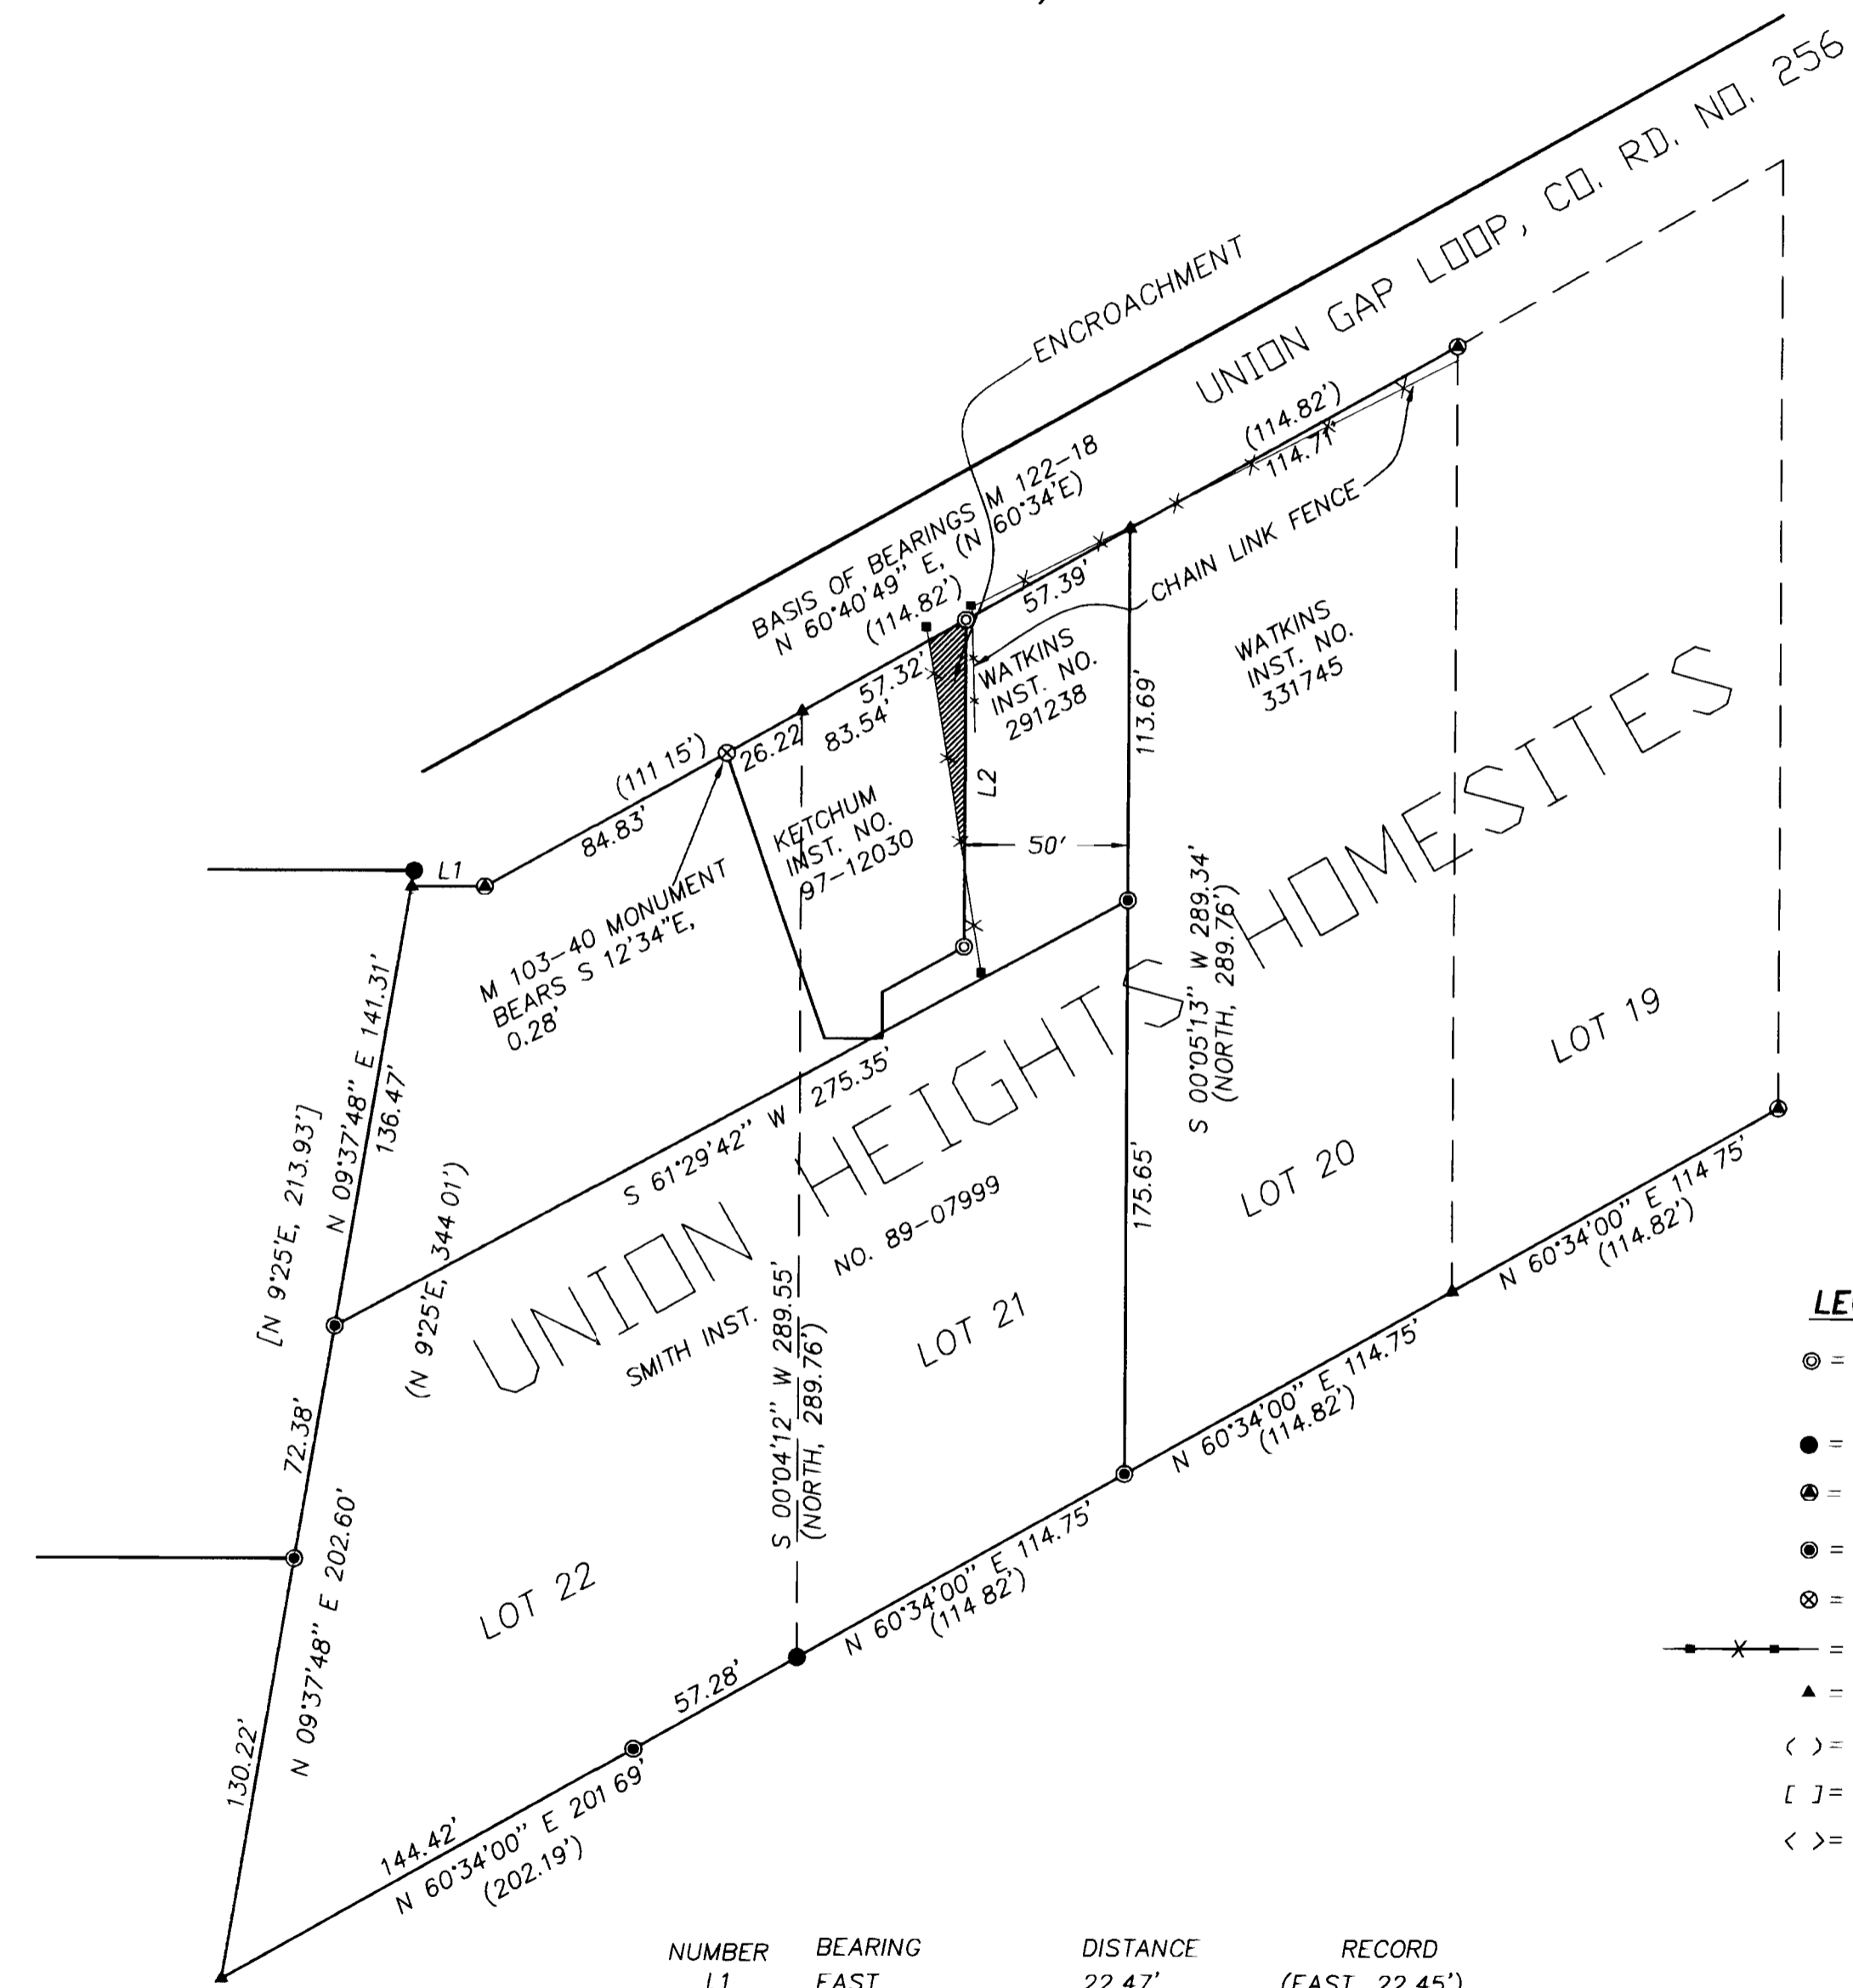 UNION GAP LOOP, CO. RD. NO. 256
ENCROACHMENT
(114.82')
114.71'
BASIS OF BEARINGS M 122-18
N 60°40'49" E, (N 60°34'E)
(114.82')
57.39'
CHAIN LINK FENCE
WATKINS
INST. NO.
331745
WATKINS
INST. NO.
291238
57.32'
83.54'
26.22
(111 15')
84.83'
L1
L2
113.69'
50'
KETCHUM
INST. NO.
97-12030
M 103-40 MONUMENT
BEARS S 12'34"E,
0.28'
N 09°37'48" E 141.31'
136.47'
[N 9°25'E, 213.93']
(N 9°25'E, 344 01')
S 61°29'42" W 275.35'
S 00°05'13" W 289.34'
(NORTH, 289.76')
175.65'
UNION HEIGHTS HOMESITES
SMITH INST. NO. 89-07999
LOT 19
LOT 20
LOT 21
LOT 22
S 00°04'12" W 289.55'
(NORTH, 289.76')
72.38'
N 09°37'48" E 202.60'
130.22'
N 60°34'00" E 114 75'
(114.82')
N 60°34'00" E 114.75'
(114.82')
N 60°34'00" E 114.75'
(114 82')
57.28'
144.42'
N 60°34'00" E 201 69'
(202.19')
=
=
=
=
=
=
=
( ) =
[ ] =
< > =
NUMBER BEARING DISTANCE RECORD
L1 EAST 22.47' (EAST, 22.45')